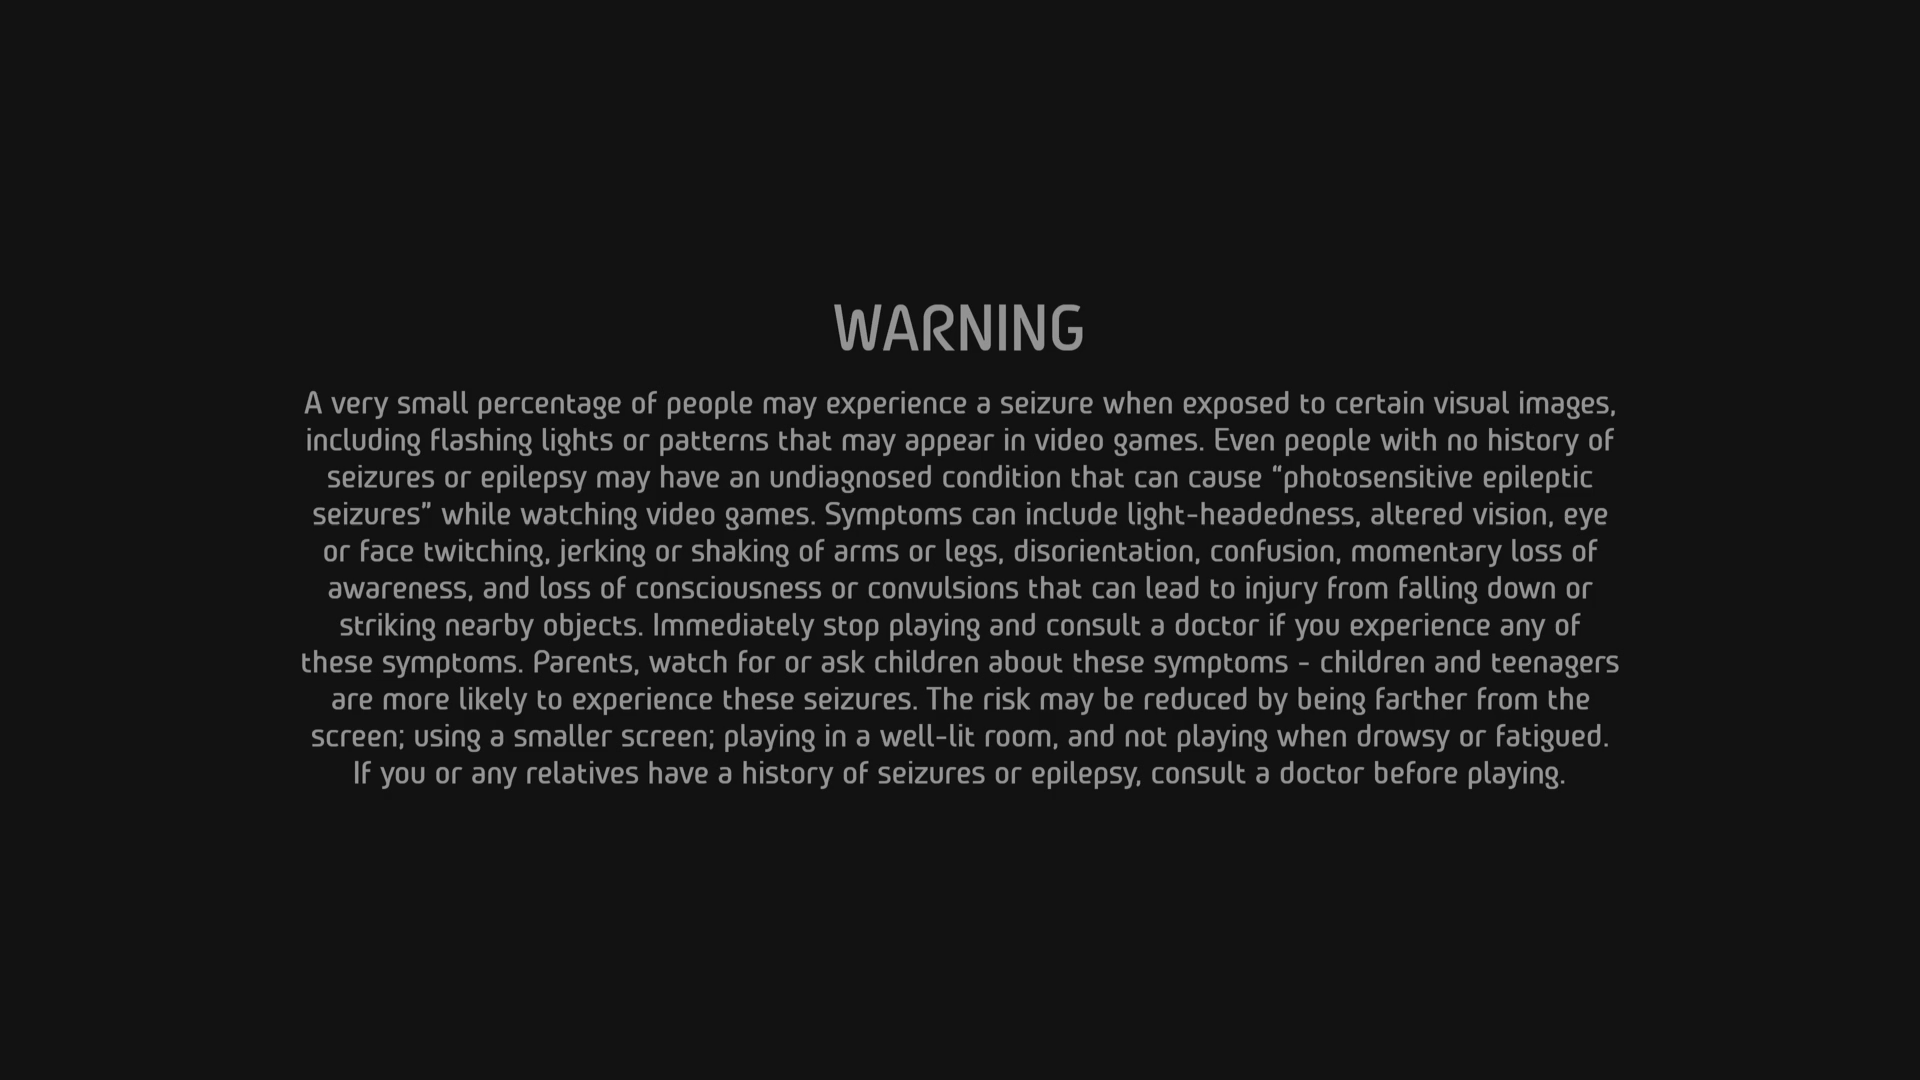 WARNING
A very small percentage of people may experience a seizure when exposed to certain visual images,
including flashing lights or patterns that may appear in video games. Even people with no history of
seizures or epilepsy may have an undiagnosed condition that can cause “photosensitive epileptic
seizures” while watching video games. Symptoms can include light-headedness, altered vision, eye
or face twitching, jerking or shaking of arms or legs, disorientation, confusion, momentary loss of
awareness, and loss of consciousness or convulsions that can lead to injury from falling down or
striking nearby objects. Immediately stop playing and consult a doctor if you experience any of
these symptoms. Parents, watch for or ask children about these symptoms - children and teenagers
are more likely to experience these seizures. The risk may be reduced by being farther from the
screen; using a smaller screen; playing in a well-lit room, and not playing when drowsy or fatigued.
If you or any relatives have a history of seizures or epilepsy, consult a doctor before playing.